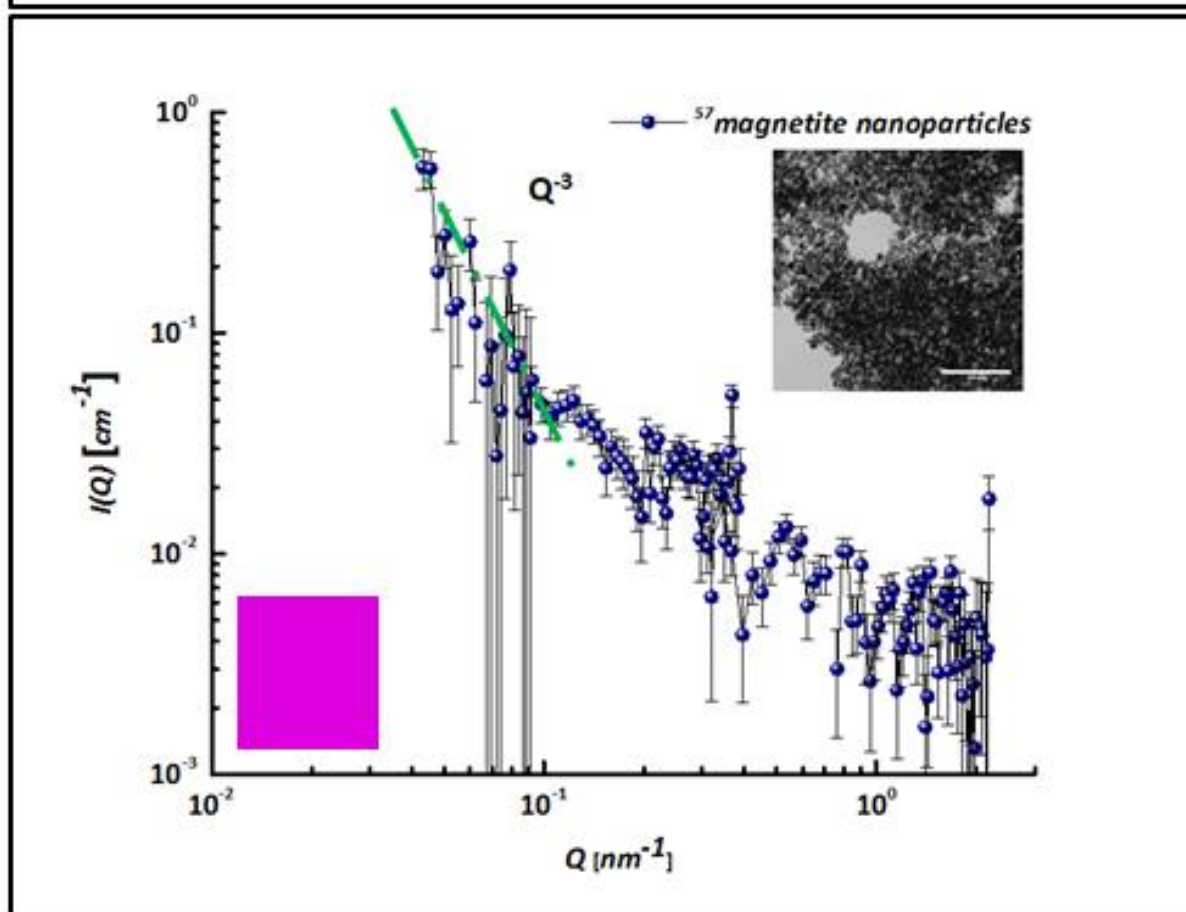 10⁰
⁵⁷magnetite nanoparticles
Q⁻³
10⁻¹
I(Q) [cm⁻¹]
10⁻²
10⁻³
10⁻² 10⁻¹ 10⁰
Q [nm⁻¹]